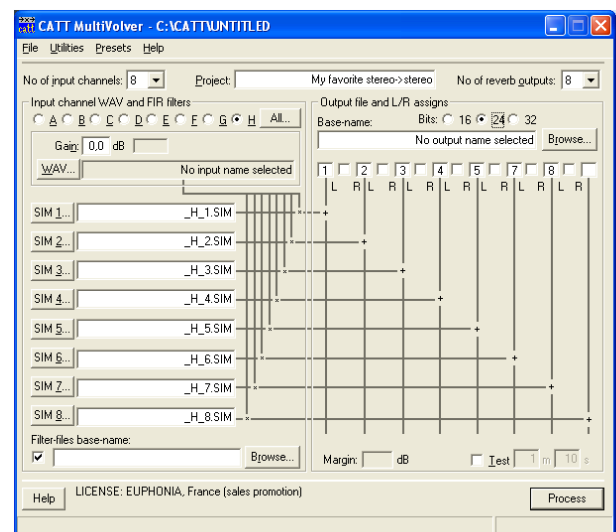 CATT MultiVolver - C:\CATT\UNTITLED
File Utilities Presets Help
No of input channels: 8 Project: My favorite stereo->stereo No of reverb outputs: 8
Input channel WAV and FIR filters
A B C D E F G H All...
Gain: 0,0 dB
WAV... No input name selected
SIM 1... _H_1.SIM
SIM 2... _H_2.SIM
SIM 3... _H_3.SIM
SIM 4... _H_4.SIM
SIM 5... _H_5.SIM
SIM 6... _H_6.SIM
SIM 7... _H_7.SIM
SIM 8... _H_8.SIM
Filter-files base-name:
Browse...
Output file and L/R assigns
Base-name: Bits: 16 24 32
No output name selected Browse...
1 2 3 4 5 6 7 8
L R L R L R L R L R L R L R L R
Margin: dB Test 1 m 10 s
Help LICENSE: EUPHONIA, France (sales promotion) Process